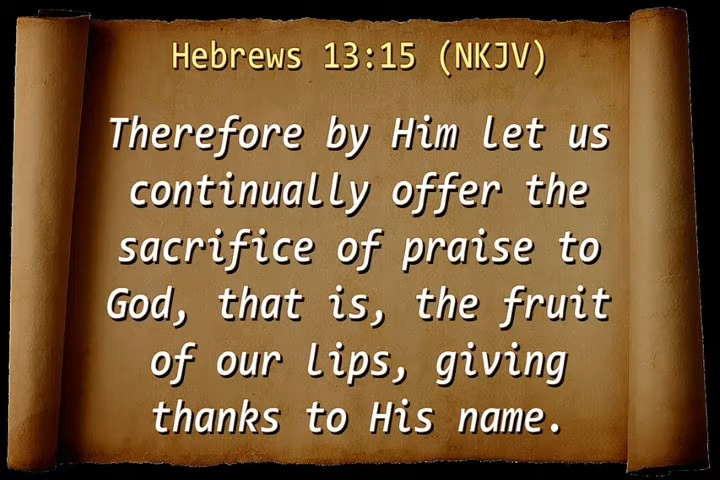 Hebrews 13:15 (NKJV)
Therefore by Him let us
continually offer the
sacrifice of praise to
God, that is, the fruit
of our lips, giving
thanks to His name.